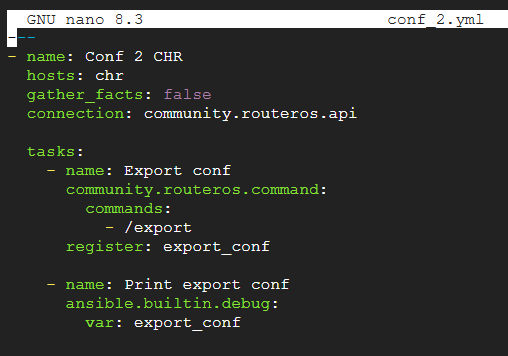 GNU nano 8.3 conf_2.yml
---
- name: Conf 2 CHR
  hosts: chr
  gather_facts: false
  connection: community.routeros.api

  tasks:
    - name: Export conf
      community.routeros.command:
        commands:
          - /export
      register: export_conf

    - name: Print export conf
      ansible.builtin.debug:
        var: export_conf